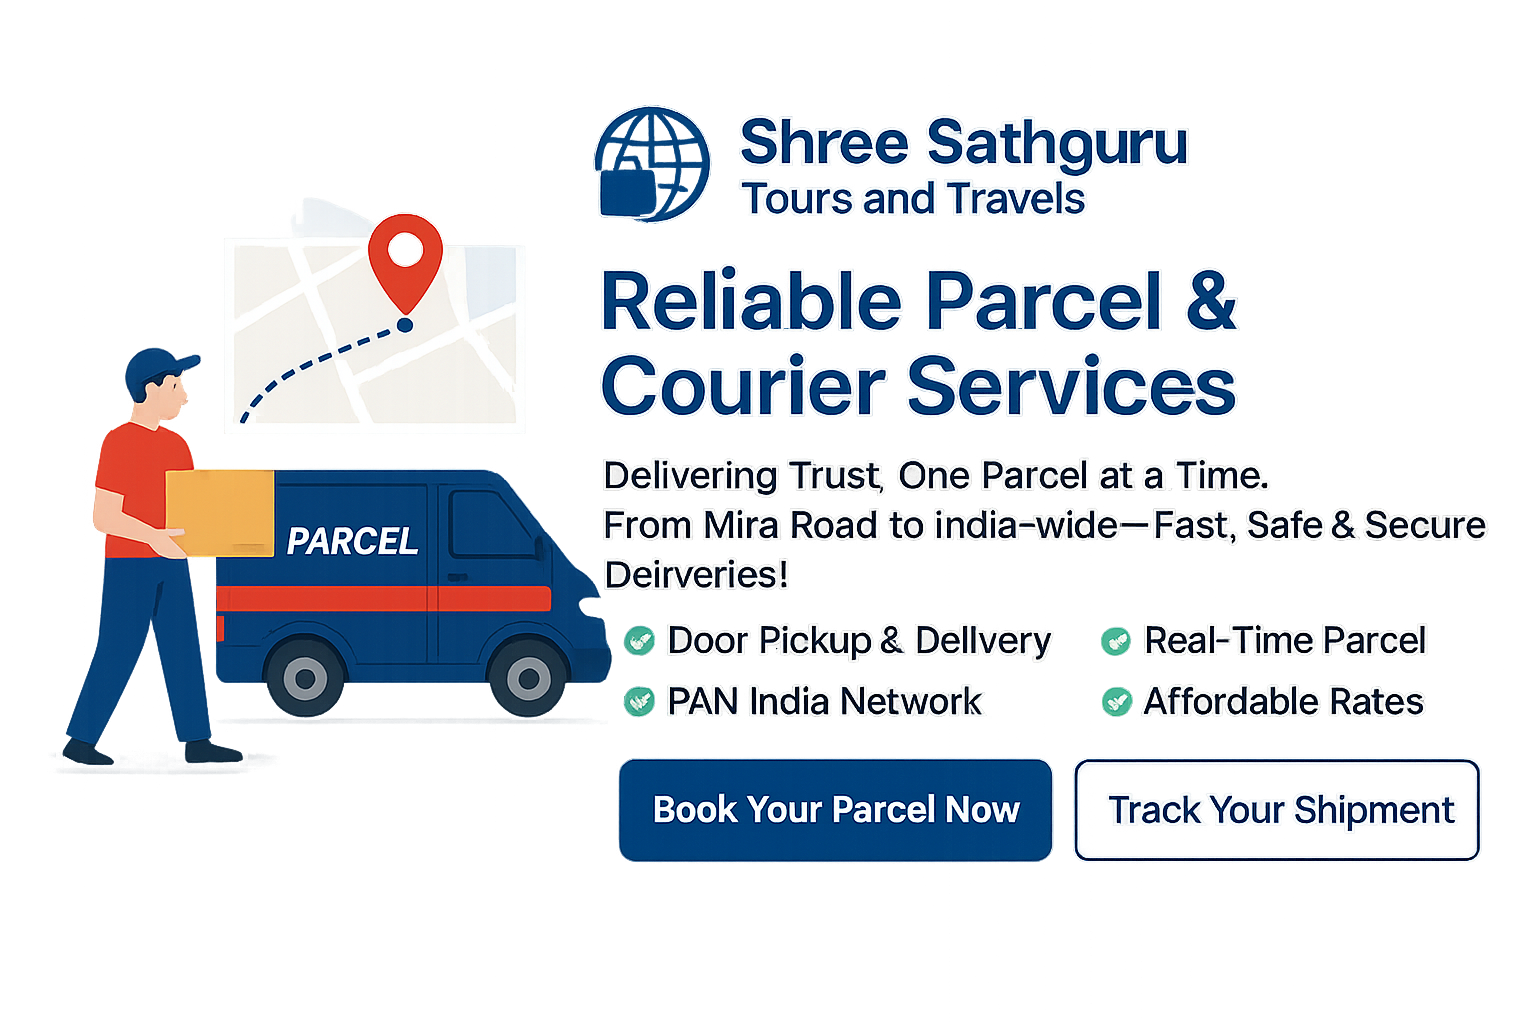 Shree Sathguru
Tours and Travels
Reliable Parcel &
Courier Services
Delivering Trust, One Parcel at a Time.
From Mira Road to india-wide—Fast, Safe & Secure
Deirveries!
Door Pickup & Dellvery
Real-Time Parcel
PAN India Network
Affordable Rates
Book Your Parcel Now
Track Your Shipment
PARCEL